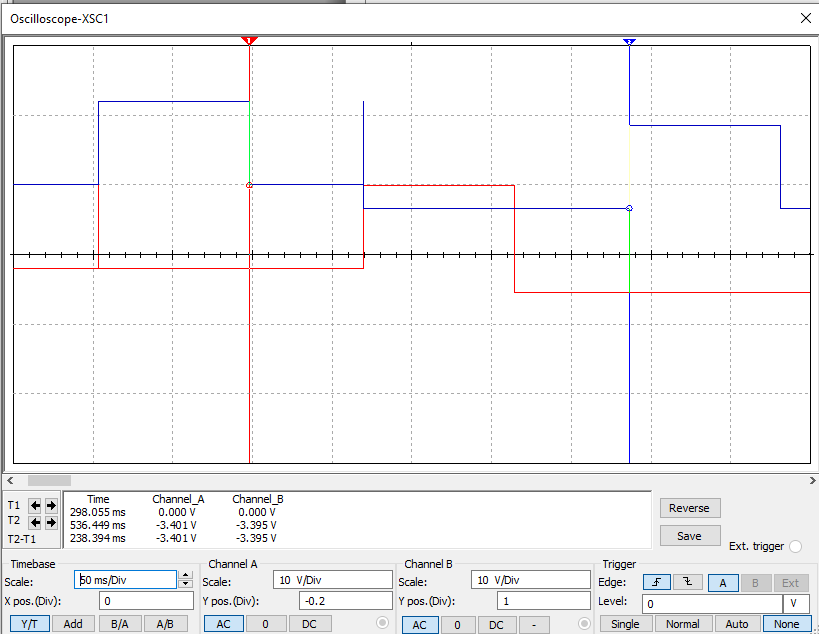 Oscilloscope-XSC1
1
2
Time Channel_A Channel_B
T1 298.055 ms 0.000 V 0.000 V
T2 536.449 ms -3.401 V -3.395 V
T2-T1 238.394 ms -3.401 V -3.395 V
Reverse
Save
Ext. trigger
Timebase
Scale: 50 ms/Div
X pos.(Div): 0
Y/T Add B/A A/B
Channel A
Scale: 10 V/Div
Y pos.(Div): -0.2
AC 0 DC
Channel B
Scale: 10 V/Div
Y pos.(Div): 1
AC 0 DC -
Trigger
Edge: A B Ext
Level: 0 V
Single Normal Auto None